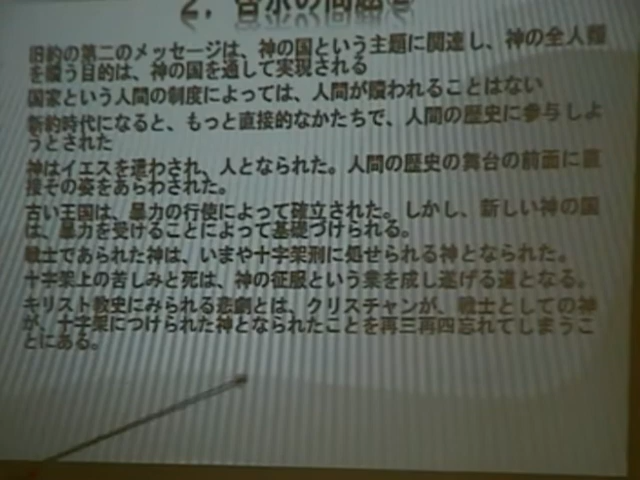 2. 旧約の問題と
旧約の第二のメッセージは、神の国という主題に関連し、神の全人類
を贖う目的は、神の国を通して実現される
国家という人間の制度によっては、人間が贖われることはない
新約時代になると、もっと直接的なかたちで、人間の歴史に参与しよ
うとされた
神はイエスを遣わされ、人となられた。人間の歴史の舞台の前面に直
接その姿をあらわされた。
古い王国は、暴力の行使によって確立された。しかし、新しい神の国
は、暴力を受けることによって基礎づけられる。
戦士であられた神は、いまや十字架刑に処せられる神となられた。
十字架上の苦しみと死は、神の征服という業を成し遂げる道となる。
キリスト教史にみられる悲劇とは、クリスチャンが、戦士としての神
が、十字架につけられた神となられたことを再三再四忘れてしまうこ
とにある。